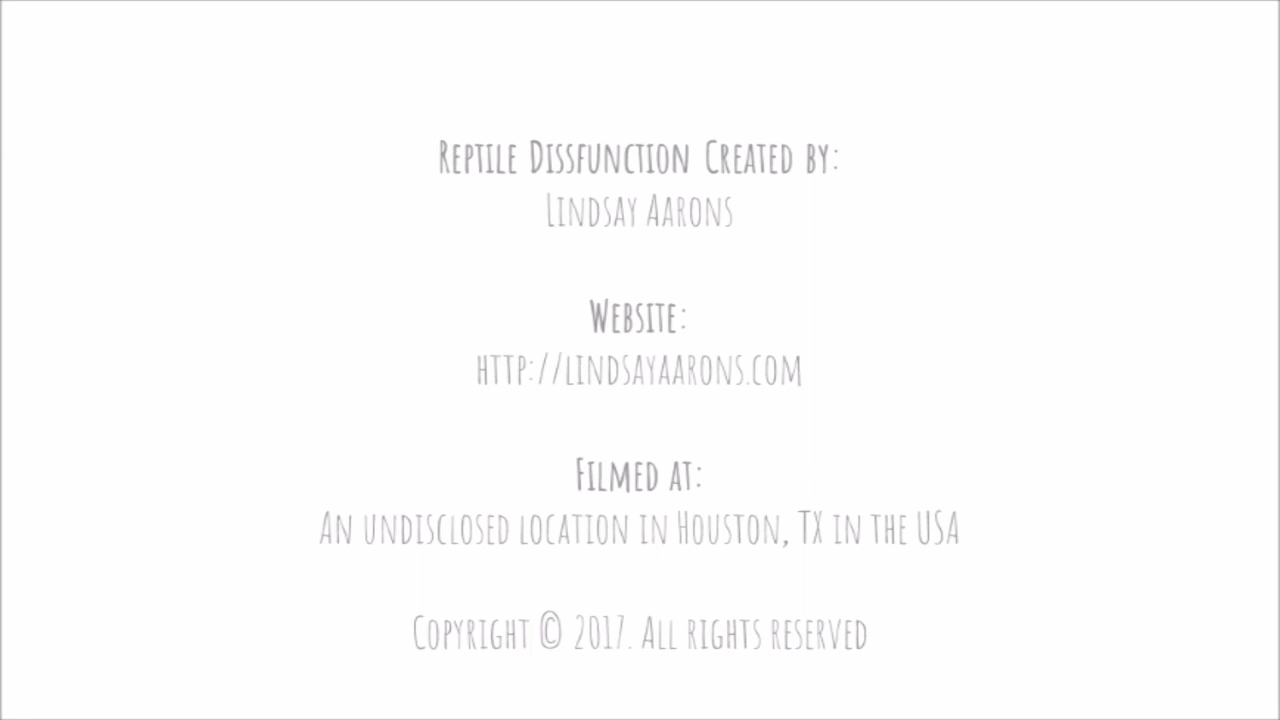 Reptile Dissfunction Created by:
Lindsay Aarons
Website:
http://lindsayaarons.com
Filmed at:
An undisclosed location in Houston, TX in the USA
Copyright © 2017. All rights reserved